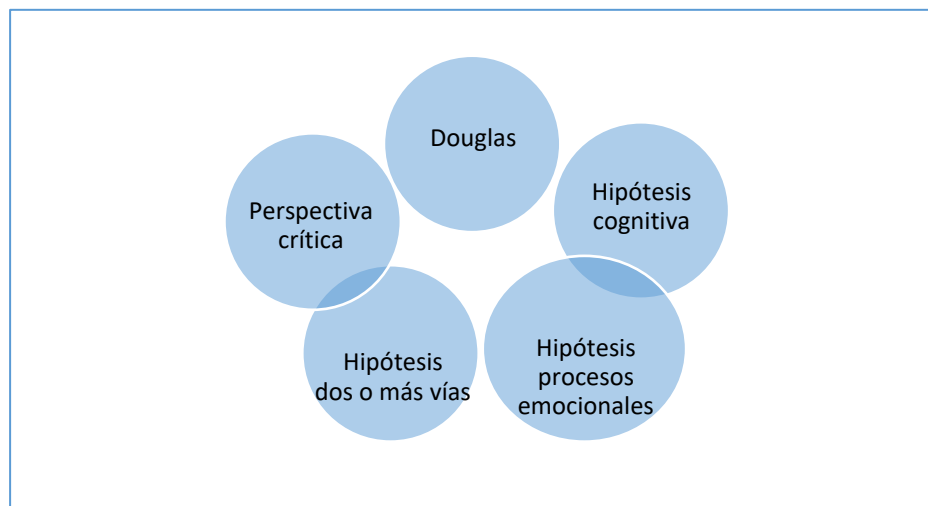 Douglas
Hipótesis
cognitiva
Hipótesis
procesos
emocionales
Hipótesis
dos o más vías
Perspectiva
crítica